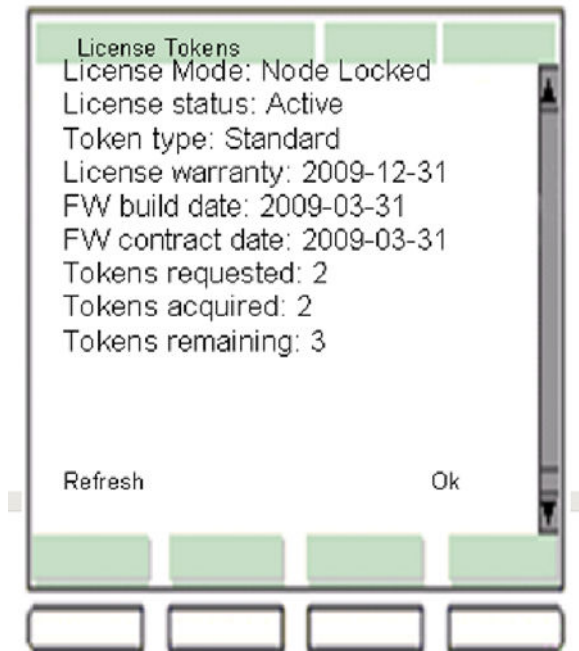 License Tokens
License Mode: Node Locked
License status: Active
Token type: Standard
License warranty: 2009-12-31
FW build date: 2009-03-31
FW contract date: 2009-03-31
Tokens requested: 2
Tokens acquired: 2
Tokens remaining: 3
Refresh Ok